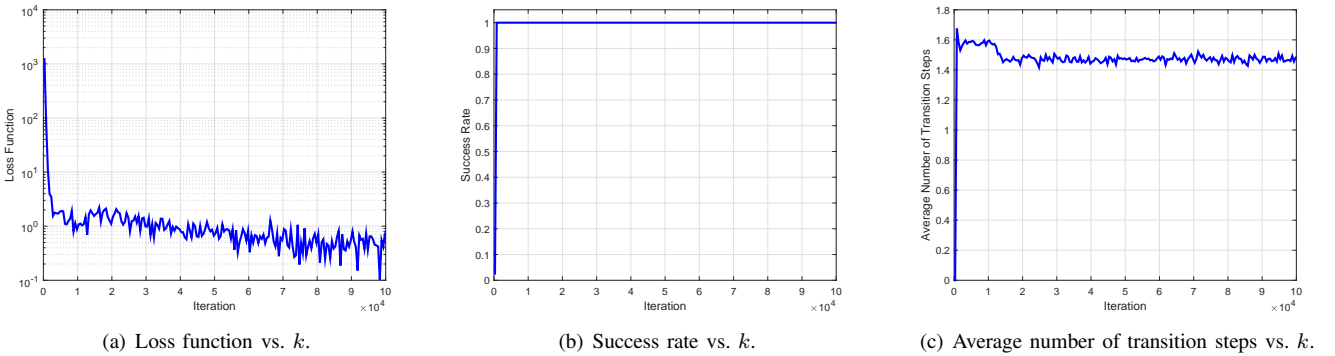 10^4
10^3
10^2
10^1
10^0
10^-1
Loss Function
0 1 2 3 4 5 6 7 8 9 10
Iteration
×10^4
(a) Loss function vs. k.
1
0.9
0.8
0.7
0.6
0.5
0.4
0.3
0.2
0.1
0
Success Rate
0 1 2 3 4 5 6 7 8 9 10
Iteration
×10^4
(b) Success rate vs. k.
1.8
1.6
1.4
1.2
1
0.8
0.6
0.4
0.2
0
Average Number of Transition Steps
0 1 2 3 4 5 6 7 8 9 10
Iteration
×10^4
(c) Average number of transition steps vs. k.